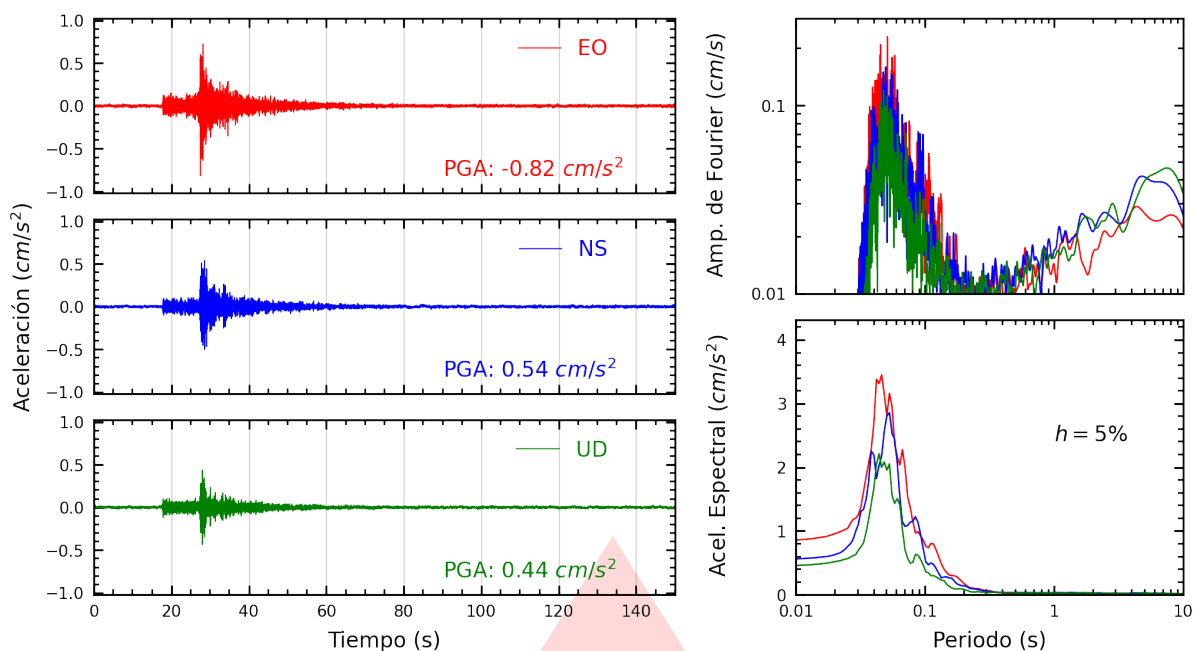 Aceleración (cm/s²)
1.0
0.5
0.0
−0.5
−1.0
EO
PGA: -0.82 cm/s²
1.0
0.5
0.0
−0.5
−1.0
NS
PGA: 0.54 cm/s²
1.0
0.5
0.0
−0.5
−1.0
UD
PGA: 0.44 cm/s²
0 20 40 60 80 100 120 140
Tiempo (s)
Amp. de Fourier (cm/s)
0.1
0.01
Acel. Espectral (cm/s²)
4
3
2
1
0
h = 5%
0.01 0.1 1 10
Periodo (s)